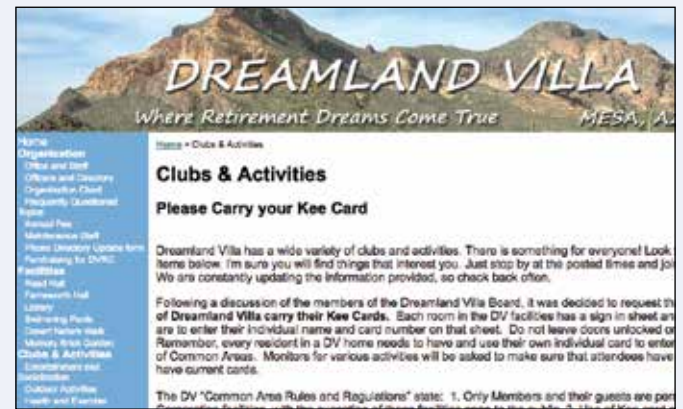 DREAMLAND VILLA
Where Retirement Dreams Come True MESA, A
Home
Organization
Office and Staff
Officers and Directors
Organization Chart
Frequently Questioned
Topics
Annual Fee
Maintenance Staff
Phone Directory Update form
Fundraising for DVRC
Facilities
Read Hall
Farnsworth Hall
Library
Swimming Pools
Desert Nature Walk
Memory Brick Garden
Clubs & Activities
Entertainment and
Socialization
Outdoor Activities
Health and Exercise
Home » Clubs & Activities
Clubs & Activities
Please Carry your Kee Card
Dreamland Villa has a wide variety of clubs and activities. There is something for everyone! Look
items below. I'm sure you will find things that interest you. Just stop by at the posted times and joi
We are constantly updating the information provided, so check back often.
Following a discussion of the members of the Dreamland Villa Board, it was decided to request th
of Dreamland Villa carry their Kee Cards. Each room in the DV facilities has a sign in sheet an
are to enter their individual name and card number on that sheet. Do not leave doors unlocked or
Remember, every resident in a DV home needs to have and use their own individual card to enter
of Common Areas. Monitors for various activities will be asked to make sure that attendees have
have current cards.
The DV "Common Area Rules and Regulations" state: 1. Only Members and their guests are per